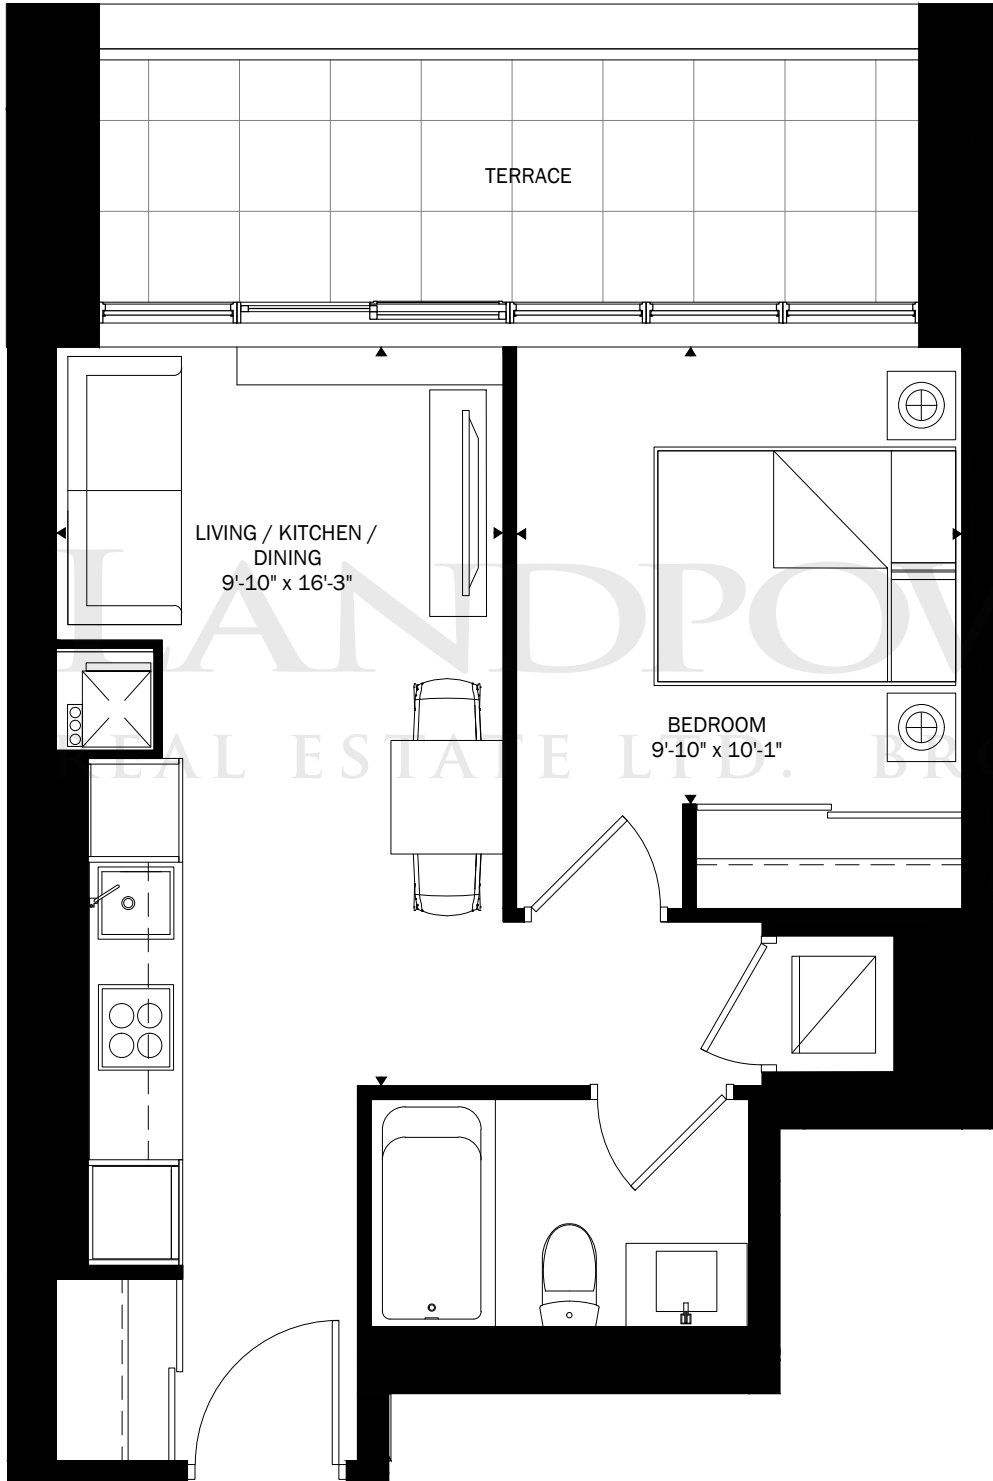 TERRACE
LIVING / KITCHEN /
DINING
9'-10" x 16'-3"
BEDROOM
9'-10" x 10'-1"
LANDPOW
REAL ESTATE LTD. BRO